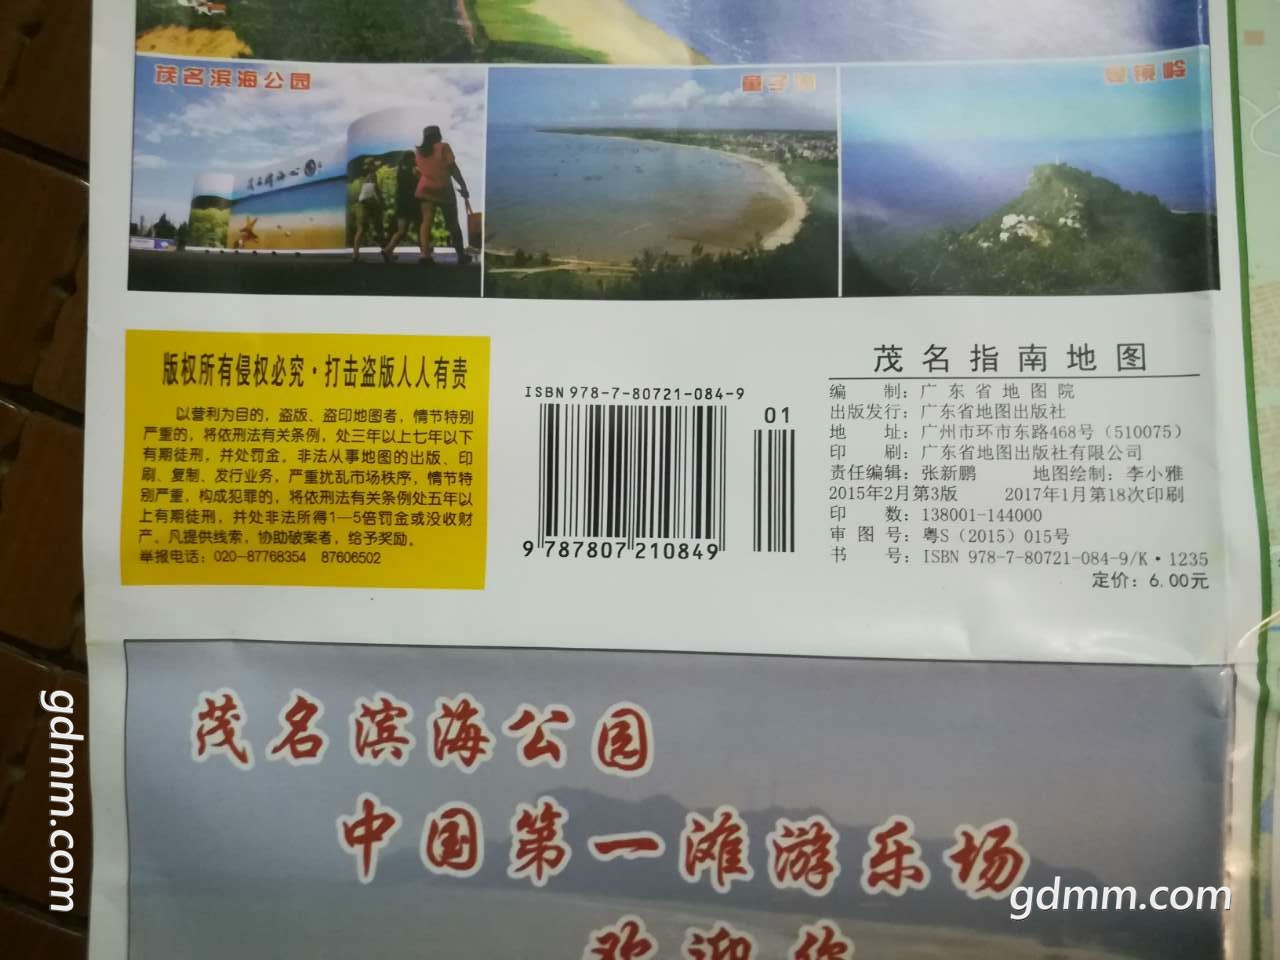 茂名滨海公园
茂名滨海公园
版权所有侵权必究·打击盗版人人有责
以营利为目的，盗版、盗印地图者，情节特别
严重的，将依刑法有关条例，处三年以上七年以下
有期徒刑，并处罚金。非法从事地图的出版、印
刷、复制、发行业务，严重扰乱市场秩序，情节特
别严重，构成犯罪的，将依刑法有关条例处五年以
上有期徒刑，并处非法所得1—5倍罚金或没收财
产。凡提供线索，协助破案者，给予奖励。
举报电话：020-87768354 87606502
ISBN 978-7-80721-084-9
01
9 787807 210849
茂名指南地图
编 制：广东省地图院
出版发行：广东省地图出版社
地 址：广州市环市东路468号（510075）
印 刷：广东省地图出版社有限公司
责任编辑：张新鹏 地图绘制：李小雅
2015年2月第3版 2017年1月第18次印刷
印 数：138001-144000
审 图 号：粤S（2015）015号
书 号：ISBN 978-7-80721-084-9/K·1235
定价：6.00元
茂名滨海公园
中国第一滩游乐场
欢迎你
gdmm.com
gdmm.com